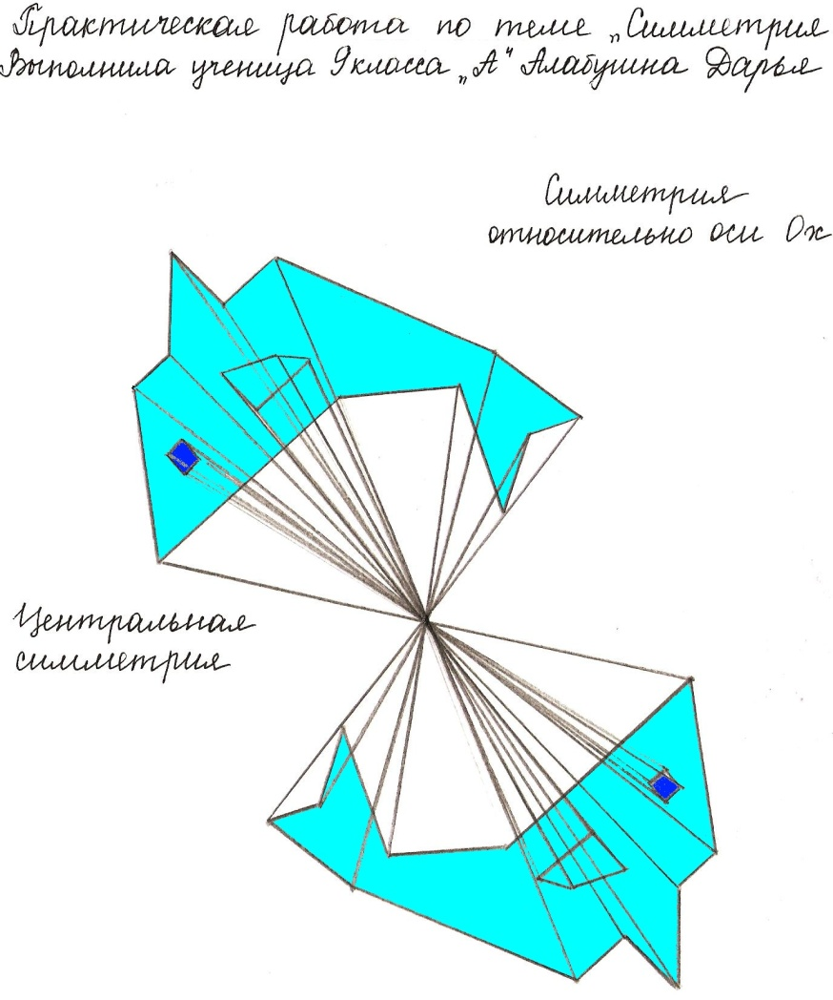 Практическая работа по теме „Симметрия
Выполнила ученица 9 класса „А“ Алабушина Дарья
Симметрия
относительно оси Ох
Центральная
симметрия